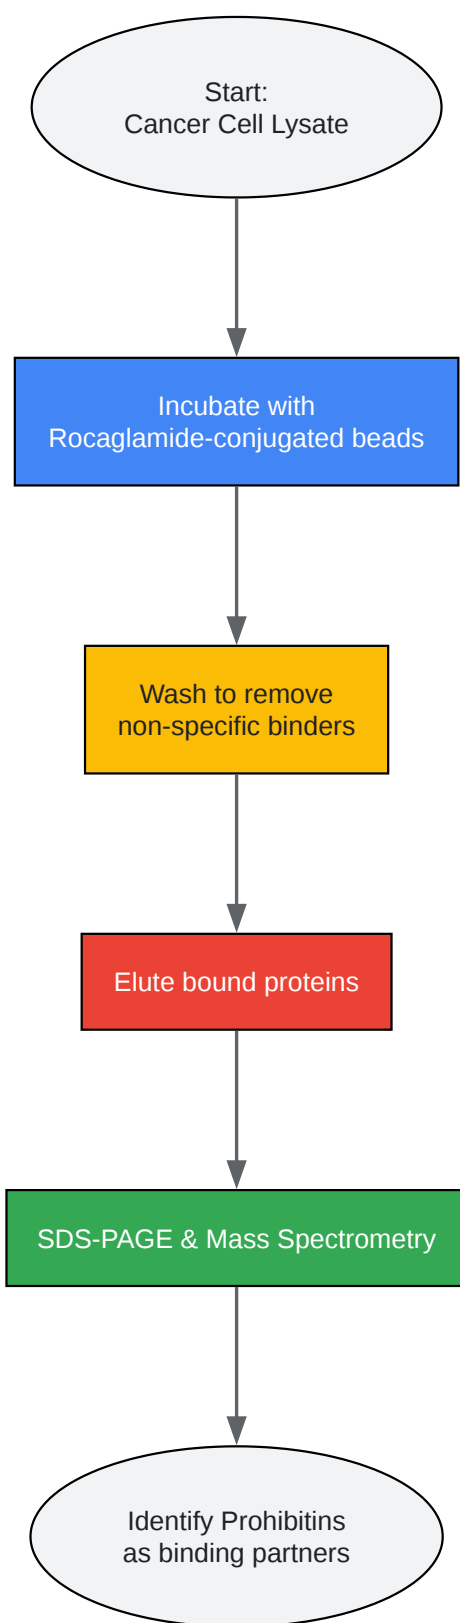 Start:
Cancer Cell Lysate
Incubate with
Rocaglamide-conjugated beads
Wash to remove
non-specific binders
Elute bound proteins
SDS-PAGE & Mass Spectrometry
Identify Prohibitins
as binding partners